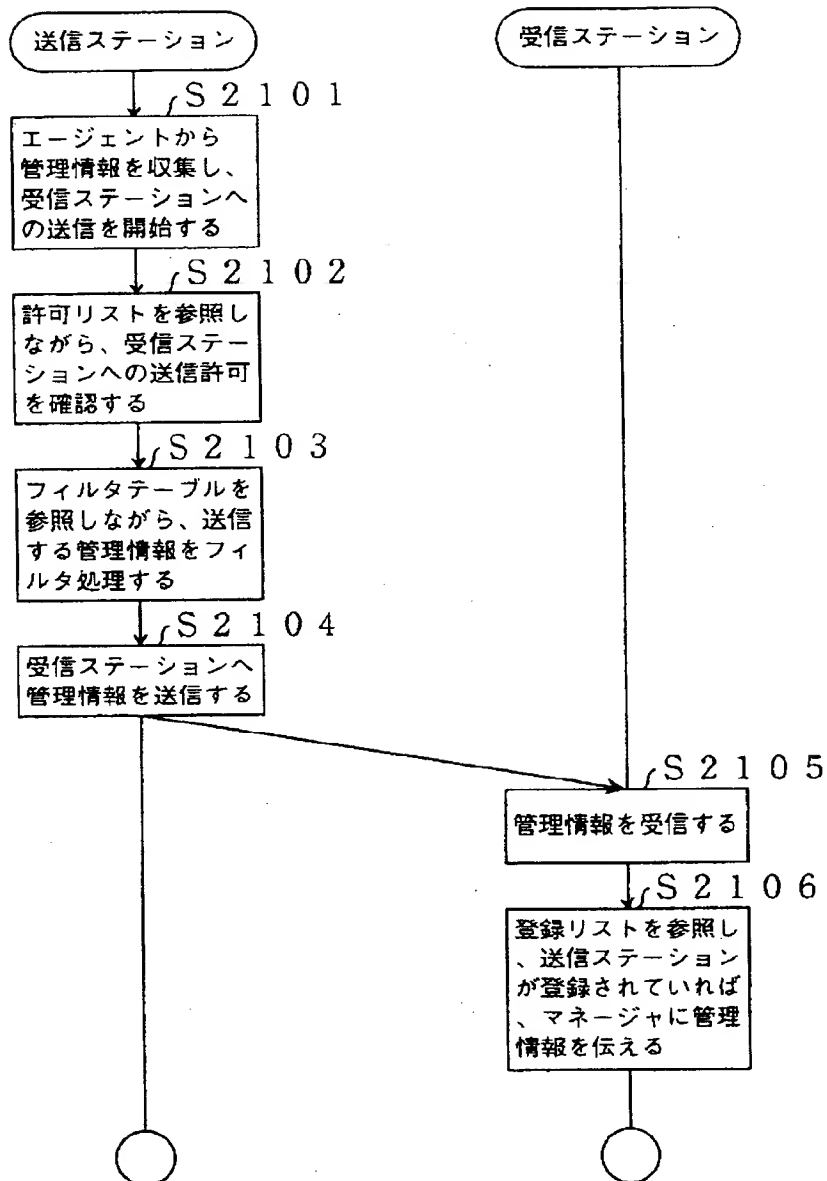 送信ステーション
受信ステーション
S2101
エージェントから
管理情報を収集し、
受信ステーションへ
の送信を開始する
S2102
許可リストを参照し
ながら、受信ステー
ションへの送信許可
を確認する
S2103
フィルタテーブルを
参照しながら、送信
する管理情報をフィ
ルタ処理する
S2104
受信ステーションへ
管理情報を送信する
S2105
管理情報を受信する
S2106
登録リストを参照し
、送信ステーション
が登録されていれば
、マネージャに管理
情報を伝える